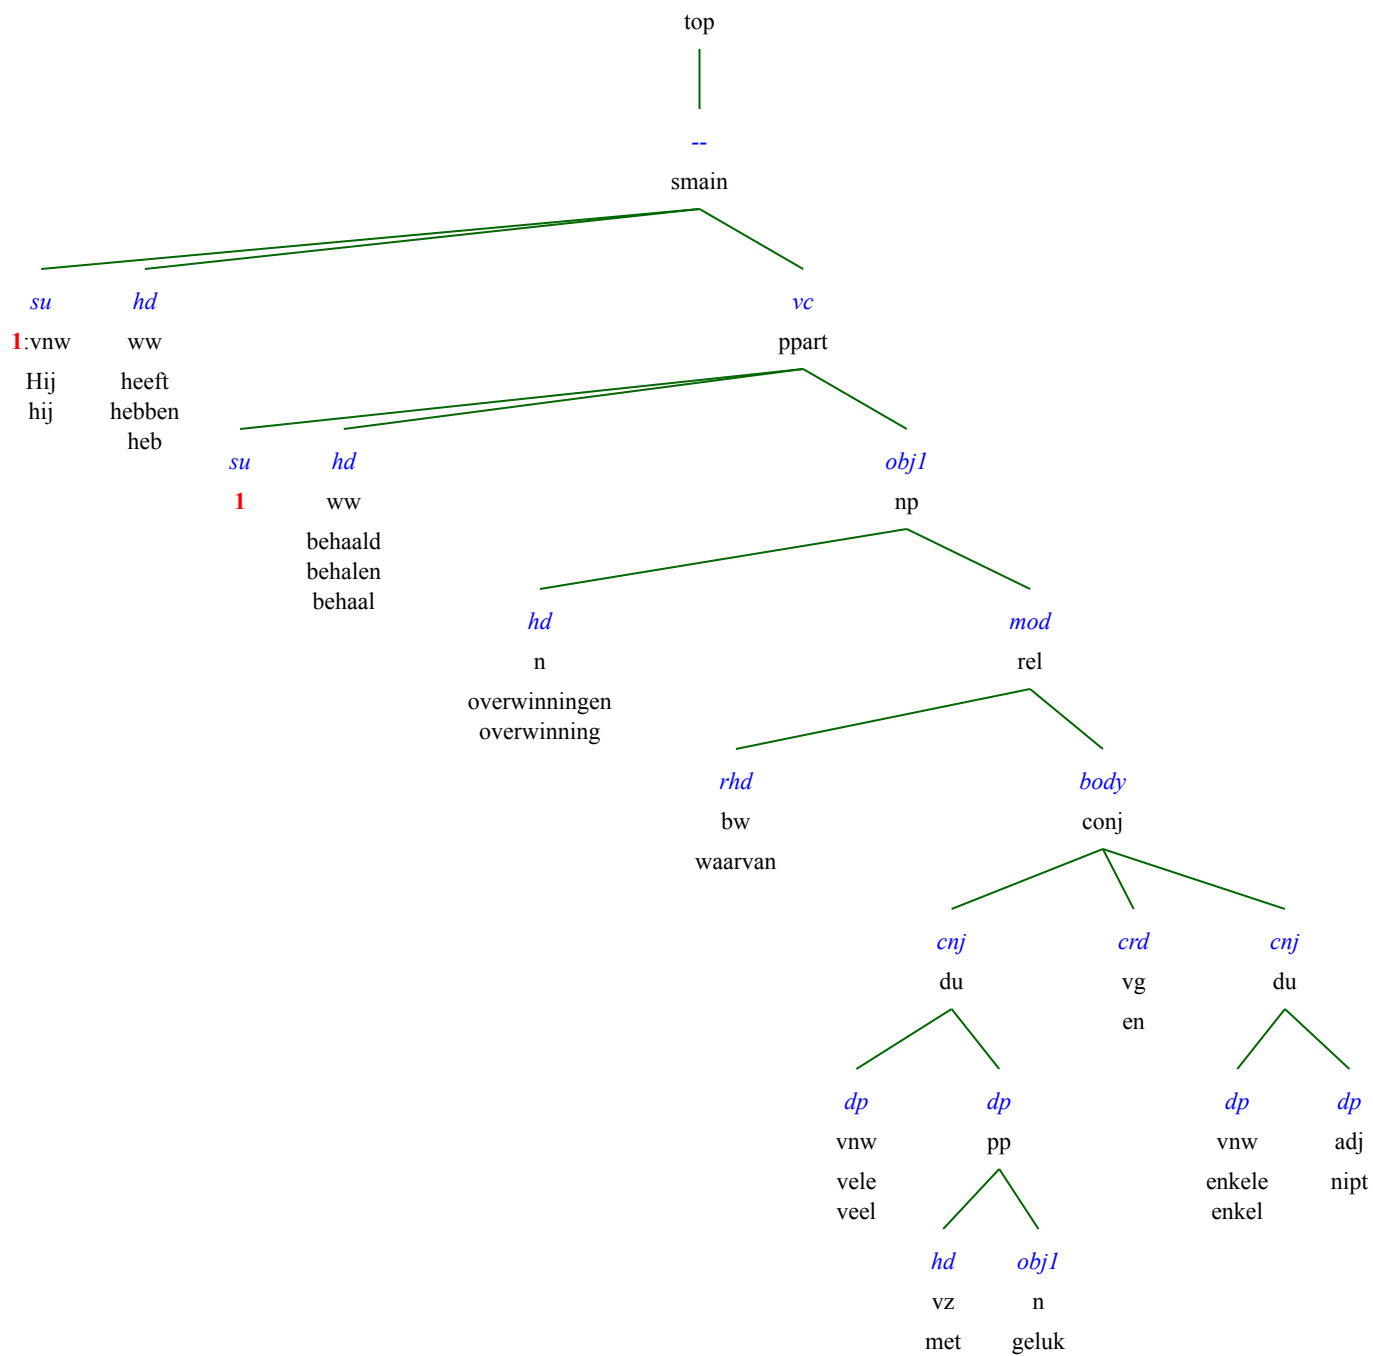 top
--
smain
su hd vc
1:vnw ww ppart
Hij heeft
hij hebben
heb
su hd obj1
1 ww np
behaald
behalen
behaal
hd mod
n rel
overwinningen
overwinning
rhd body
bw conj
waarvan
cnj crd cnj
du vg du
en
dp dp dp dp
vnw pp vnw adj
vele enkele nipt
veel enkel
hd obj1
vz n
met geluk